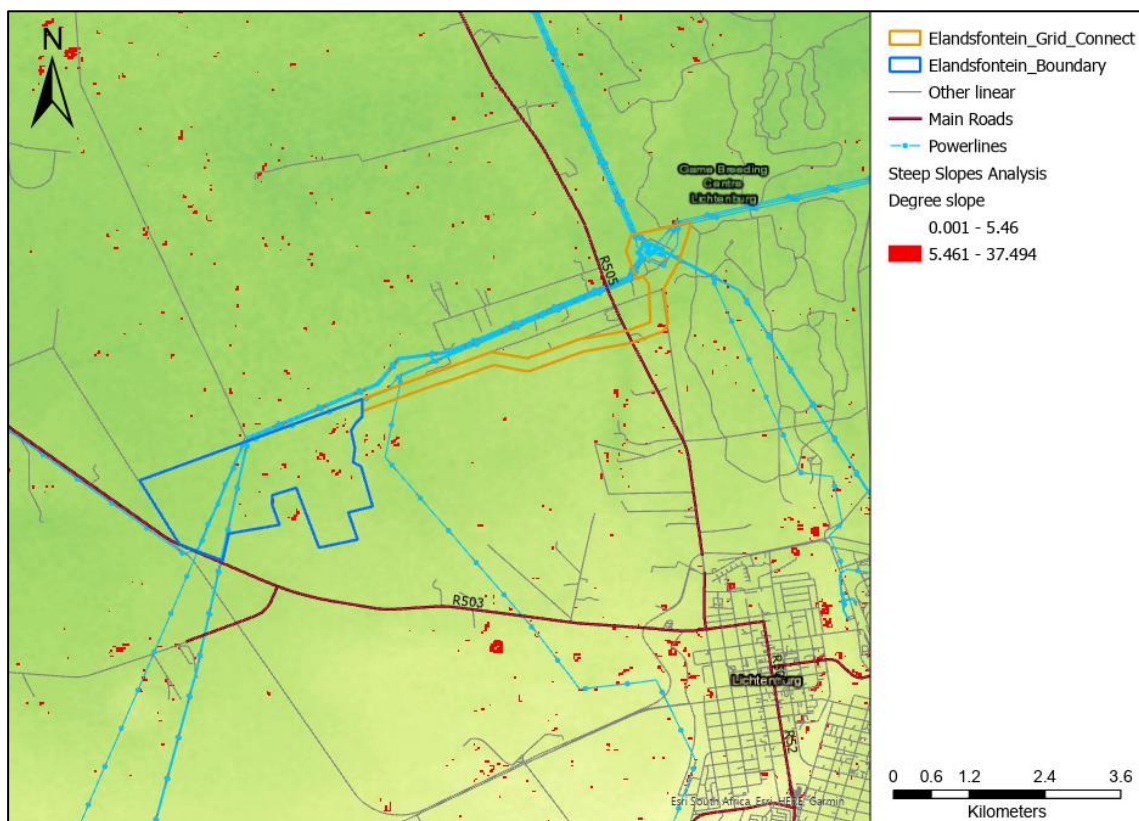 N
Game Breeding
Centre
Lichtenburg
R505
R503
Lichtenburg
R52
Esri South Africa, Esri, HERE, Garmin
Elandsfontein_Grid_Connect
Elandsfontein_Boundary
Other linear
Main Roads
Powerlines
Steep Slopes Analysis
Degree slope
0.001 - 5.46
5.461 - 37.494
0 0.6 1.2 2.4 3.6
Kilometers